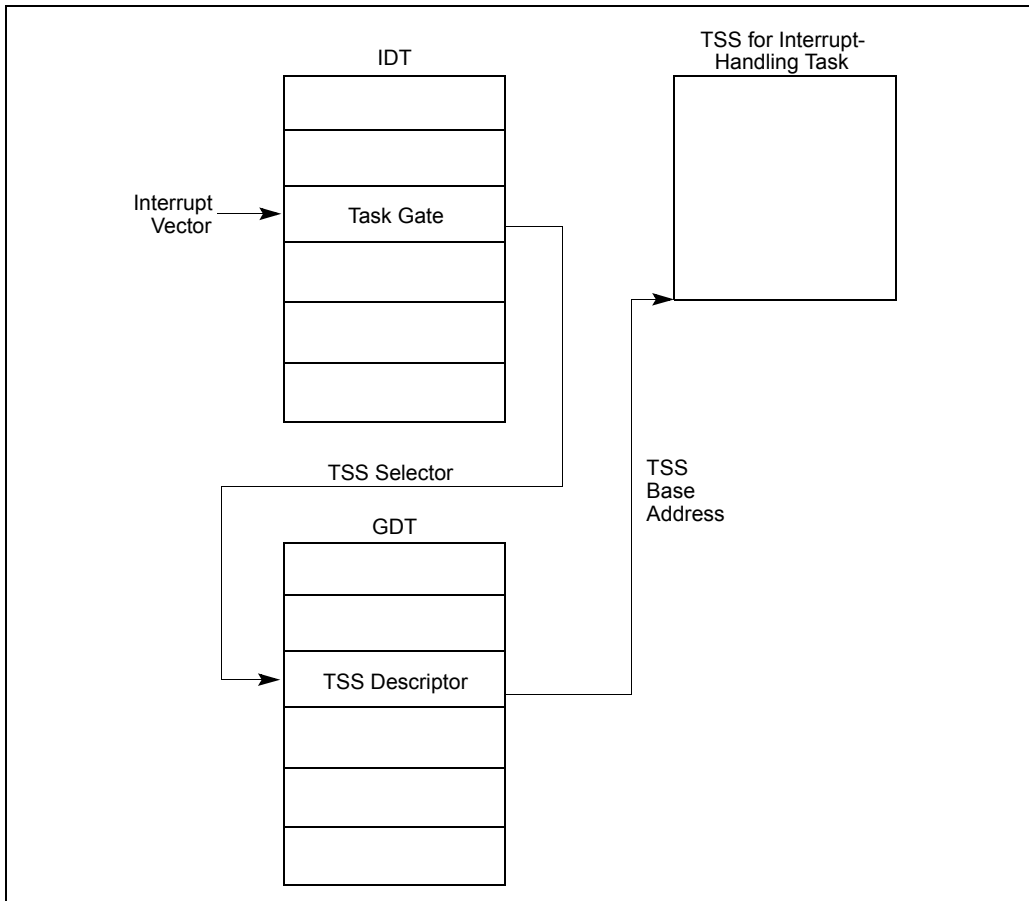 IDT
TSS for Interrupt-
Handling Task
Interrupt
Vector
Task Gate
TSS Selector
TSS
Base
Address
GDT
TSS Descriptor